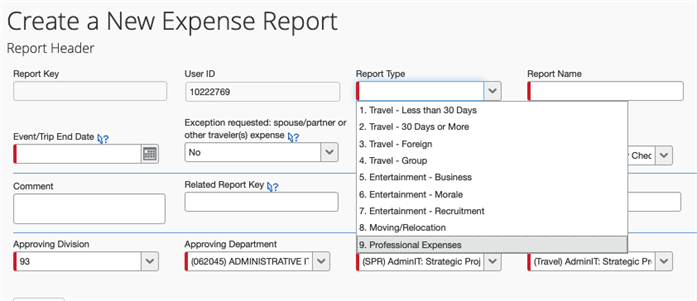 Create a New Expense Report
Report Header
Report Key User ID Report Type Report Name
10222769
1. Travel - Less than 30 Days
2. Travel - 30 Days or More
3. Travel - Foreign
4. Travel - Group
5. Entertainment - Business
6. Entertainment - Morale
7. Entertainment - Recruitment
8. Moving/Relocation
9. Professional Expenses
Event/Trip End Date ?
Exception requested: spouse/partner or
other traveler(s) expense ?
No
Chec
Comment Related Report Key ?
Approving Division Approving Department
93 (062045) ADMINISTRATIVE I (SPR) AdminIT: Strategic Proj (Travel) AdminIT: Strategic Pr